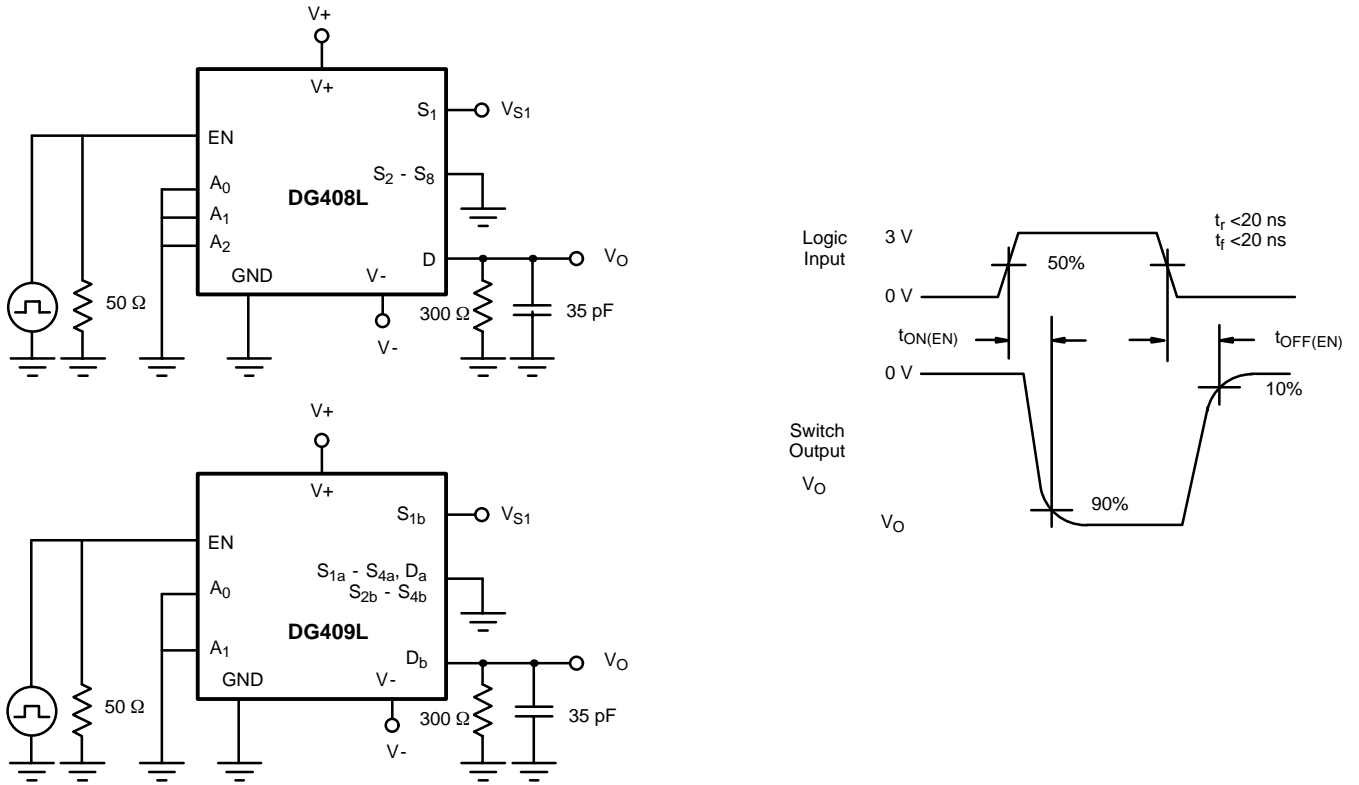 V+
V+
S1
VS1
EN
A0
S2 - S8
DG408L
A1
A2
D
VO
GND
V-
50 Ω
300 Ω
35 pF
V-
V+
V+
S1b
VS1
EN
S1a - S4a, Da
S2b - S4b
A0
DG409L
A1
Db
VO
GND
V-
50 Ω
300 Ω
35 pF
V-
Logic
Input
3 V
tr <20 ns
tf <20 ns
50%
0 V
tON(EN)
tOFF(EN)
0 V
10%
Switch
Output
VO
90%
VO